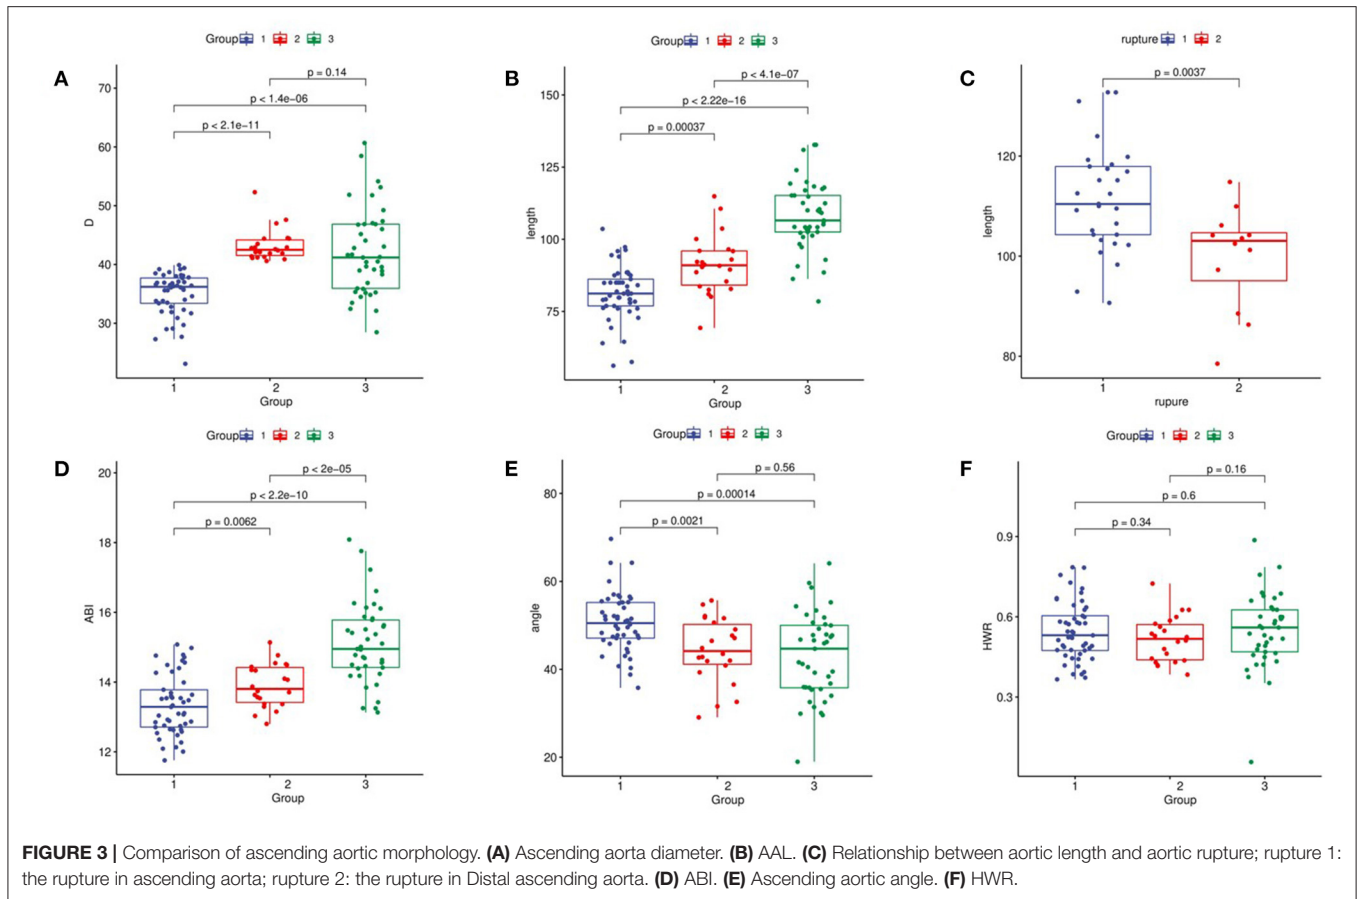 Group 1 2 3
A
p = 0.14
p < 1.4e-06
p < 2.1e-11
70
60
50
40
30
D
1 2 3
Group
Group 1 2 3
B
p < 4.1e-07
p < 2.22e-16
p = 0.00037
150
125
100
75
length
1 2 3
Group
rupture 1 2
C
p = 0.0037
120
100
80
length
1 2
rupure
Group 1 2 3
D
p < 2e-05
p < 2.2e-10
p = 0.0062
20
18
16
14
12
ABI
1 2 3
Group
Group 1 2 3
E
p = 0.56
p = 0.00014
p = 0.0021
80
60
40
20
angle
1 2 3
Group
Group 1 2 3
F
p = 0.16
p = 0.6
p = 0.34
0.9
0.6
0.3
HWR
1 2 3
Group
FIGURE 3 | Comparison of ascending aortic morphology. (A) Ascending aorta diameter. (B) AAL. (C) Relationship between aortic length and aortic rupture; rupture 1:
the rupture in ascending aorta; rupture 2: the rupture in Distal ascending aorta. (D) ABI. (E) Ascending aortic angle. (F) HWR.